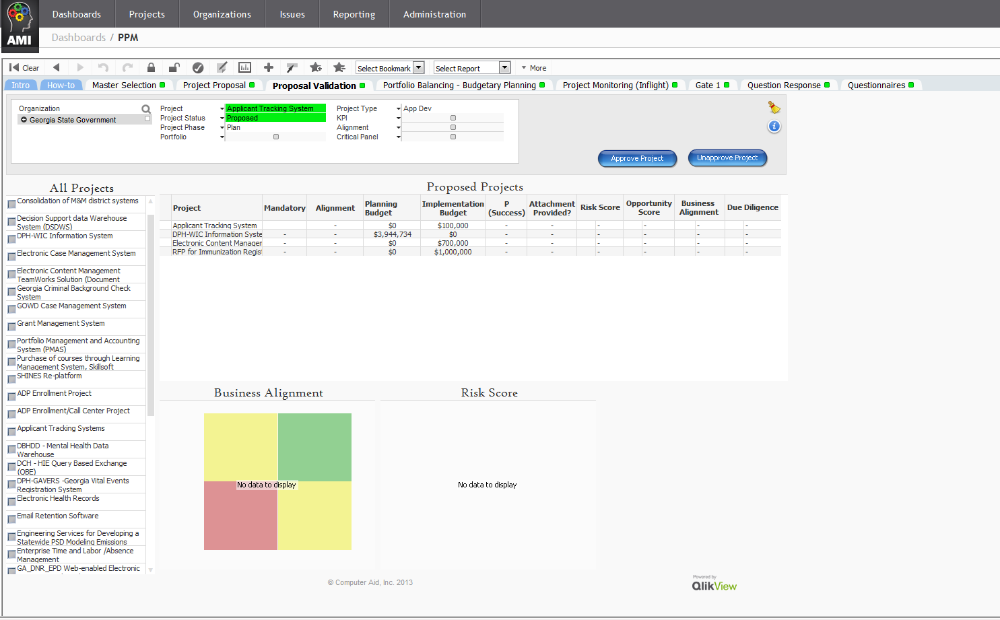 Dashboards Projects Organizations Issues Reporting Administration
AMI
Dashboards / PPM
Clear Select Bookmark Select Report More
Intro How-to Master Selection Project Proposal Proposal Validation Portfolio Balancing - Budgetary Planning Project Monitoring (Inflight) Gate 1 Question Response Questionnaires
Organization
Georgia State Government
Project Applicant Tracking System
Project Status Proposed
Project Phase Plan
Portfolio
Project Type App Dev
KPI
Alignment
Critical Panel
Approve Project Unapprove Project
All Projects
Consolidation of M&M district systems
Decision Support data Warehouse
System (DSDWS)
DPH-WIC Information System
Electronic Case Management System
Electronic Content Management
TeamWorks Solution (Document
Georgia Criminal Background Check
System
GOWD Case Management System
Grant Management System
Portfolio Management and Accounting
System (PMAS)
Purchase of courses through Learning
Management System, Skillsoft
SHINES Re-platform
ADP Enrollment Project
ADP Enrollment/Call Center Project
Applicant Tracking Systems
DBHDD - Mental Health Data
Warehouse
DCH - HIE Query Based Exchange
(QBE)
DPH-GAVERS -Georgia Vital Events
Registration System
Electronic Health Records
Email Retention Software
Engineering Services for Developing a
Statewide PSD Modeling Emissions
Enterprise Time and Labor /Absence
Management
GA_DNR_EPD Web-enabled Electronic
Proposed Projects
Project Mandatory Alignment Planning Budget Implementation Budget P (Success) Attachment Provided? Risk Score Opportunity Score Business Alignment Due Diligence
Applicant Tracking System - $0 $100,000 - - - - - -
DPH-WIC Information Syste - - $3,944,734 $0 - - - - - -
Electronic Content Manager - - $0 $700,000 - - - - - -
RFP for Immunization Regist - - $0 $1,000,000 - - - - - -
Business Alignment
No data to display
Risk Score
No data to display
© Computer Aid, Inc. 2013
Powered by
QlikView